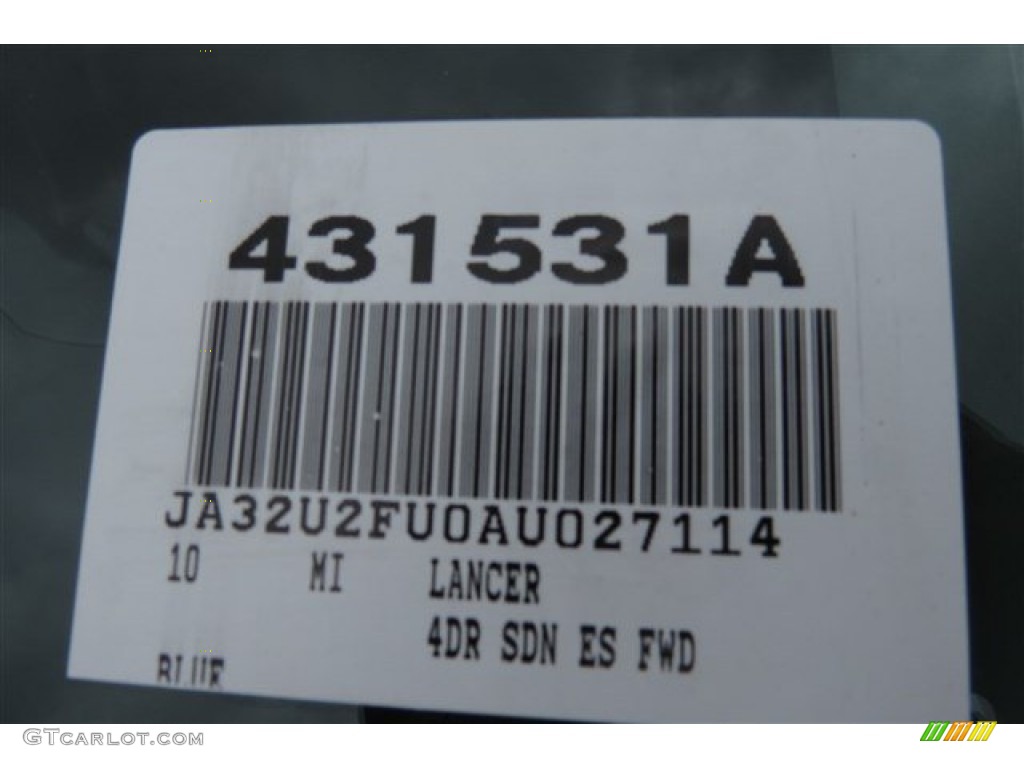 431531A
JA32U2FU0AU027114
10 MI LANCER
4DR SDN ES FWD
BLUE
GTCARLOT.COM